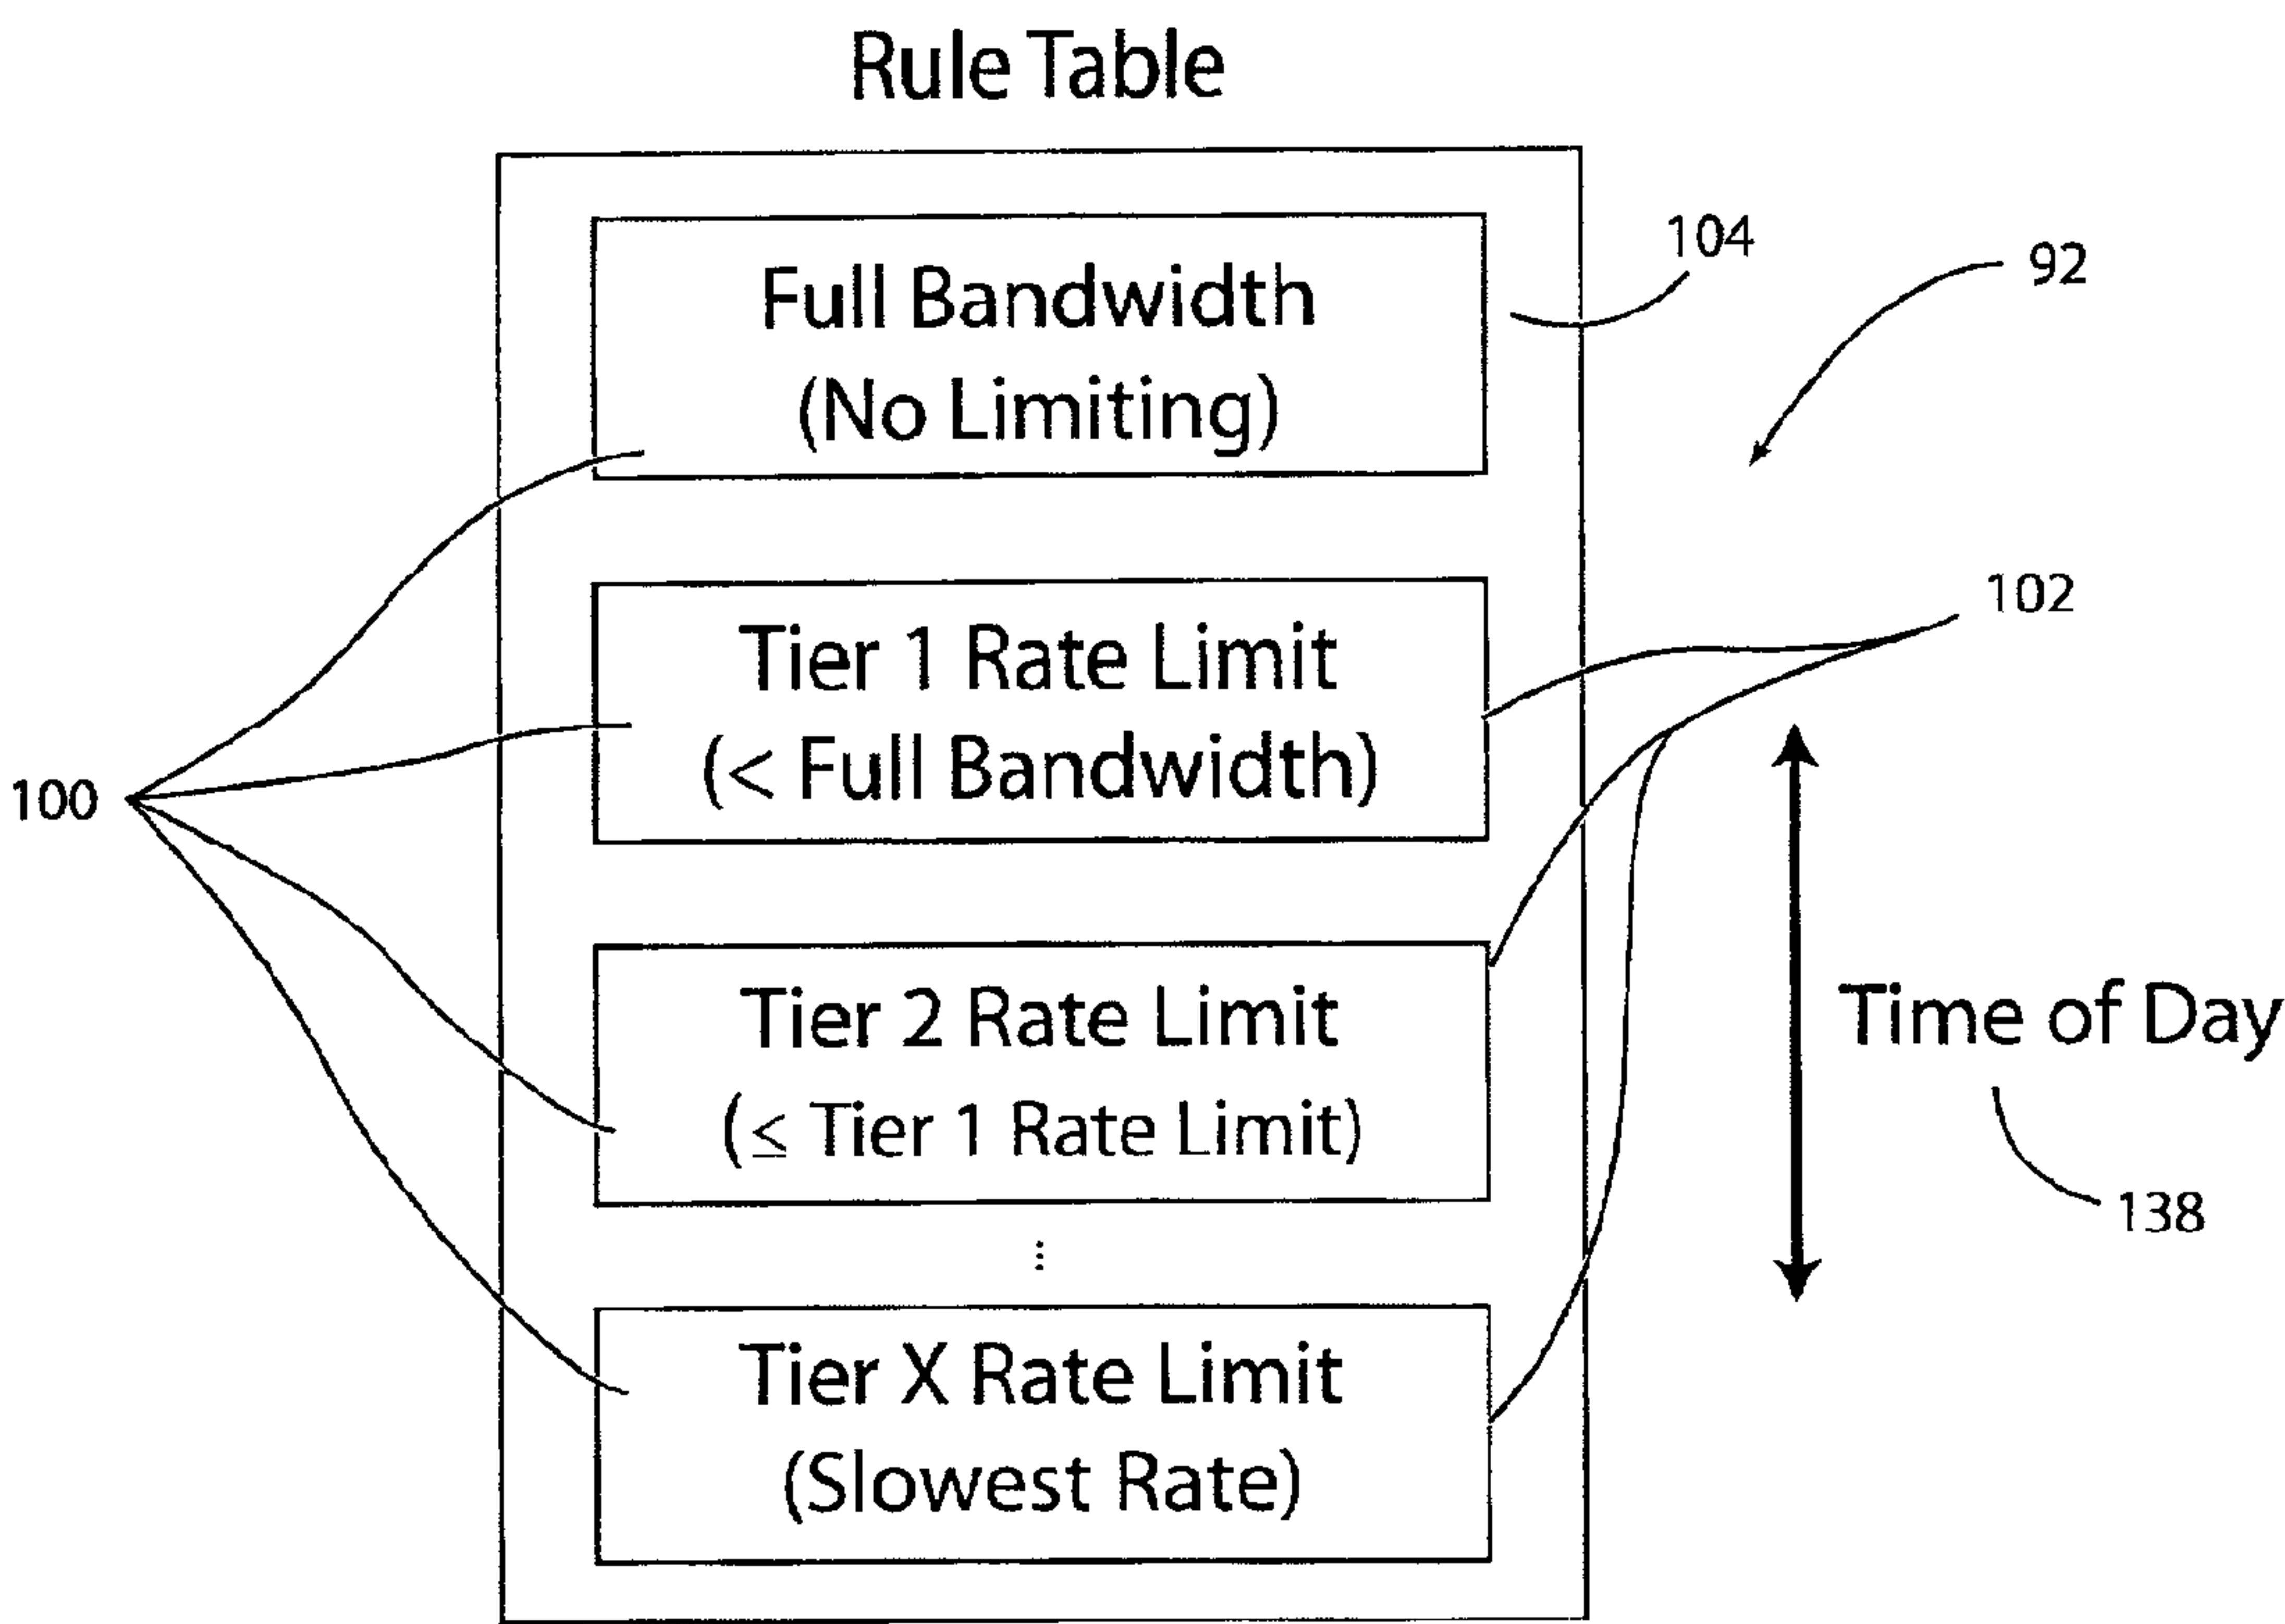 Rule Table
Full Bandwidth
(No Limiting)
104
92
Tier 1 Rate Limit
(< Full Bandwidth)
102
100
Tier 2 Rate Limit
(≤ Tier 1 Rate Limit)
Time of Day
138
⋮
Tier X Rate Limit
(Slowest Rate)